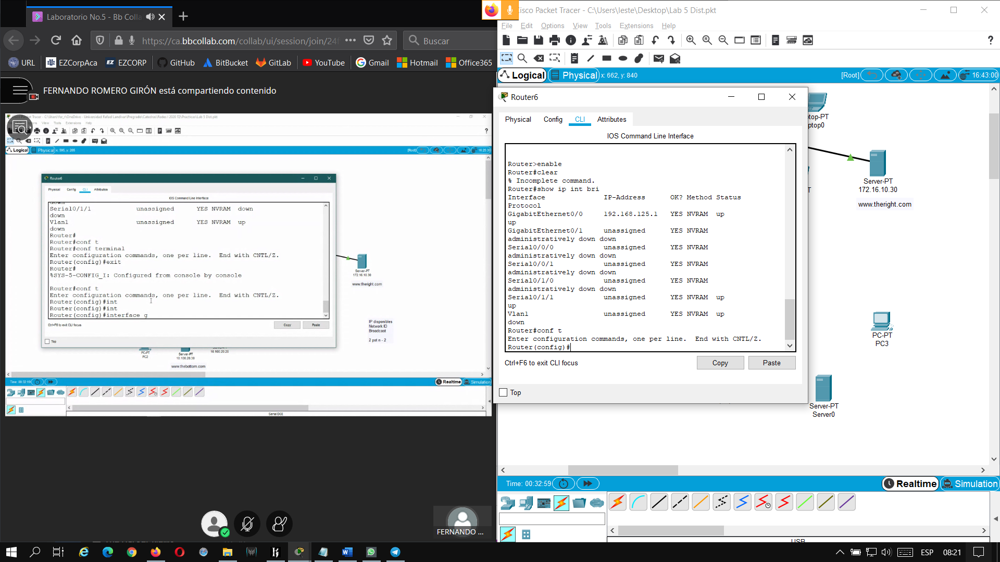 Laboratorio No.5 - Bb Colla
https://ca.bbcollab.com/collab/ui/session/join/24f
Buscar
URL
EZCorpAca
EZCORP
GitHub
BitBucket
GitLab
YouTube
Gmail
Hotmail
Office365
FERNANDO ROMERO GIRÓN está compartiendo contenido
Logical
Physical
x: 595, y: 265
[Root]
16:25:30
Router6
Physical
Config
CLI
Attributes
IOS Command Line Interface
down
Serial0/1/1 unassigned YES NVRAM down
down
Vlan1 unassigned YES NVRAM up
down
Router#
Router#conf t
Router#conf terminal
Enter configuration commands, one per line. End with CNTL/Z.
Router(config)#exit
Router#
%SYS-5-CONFIG_I: Configured from console by console
Router#conf t
Enter configuration commands, one per line. End with CNTL/Z.
Router(config)#int
Router(config)#int
Router(config)#interface g
Ctrl+F6 to exit CLI focus
Copy
Paste
Top
Server-PT
172.16.10.30
www.theright.com
IP disponibles
Network ID
Broadcast
2 pot n - 2
PC-PT
PC2
Server-PT
10.100.20.30
10.100.20.20
www.thebottom.com
Time: 00:32:19
Realtime
Simulation
Serial DCE
FERNANDO ...
Cisco Packet Tracer - C:\Users\leste\Desktop\Lab 5 Dist.pkt
File
Edit
Options
View
Tools
Extensions
Help
Logical
Physical
x: 662, y: 840
[Root]
16:43:00
Router6
Physical
Config
CLI
Attributes
IOS Command Line Interface
Router>enable
Router#clear
% Incomplete command.
Router#show ip int bri
Interface IP-Address OK? Method Status
Protocol
GigabitEthernet0/0 192.168.125.1 YES NVRAM up
up
GigabitEthernet0/1 unassigned YES NVRAM
administratively down down
Serial0/0/0 unassigned YES NVRAM
administratively down down
Serial0/0/1 unassigned YES NVRAM
administratively down down
Serial0/1/0 unassigned YES NVRAM
administratively down down
Serial0/1/1 unassigned YES NVRAM up
up
Vlan1 unassigned YES NVRAM up
down
Router#conf t
Enter configuration commands, one per line. End with CNTL/Z.
Router(config)#
Ctrl+F6 to exit CLI focus
Copy
Paste
Top
top-PT
ptop0
Server-PT
172.16.10.30
www.theright.com
PC-PT
PC3
Server-PT
Server0
Time: 00:32:59
Realtime
Simulation
USB
ESP
08:21